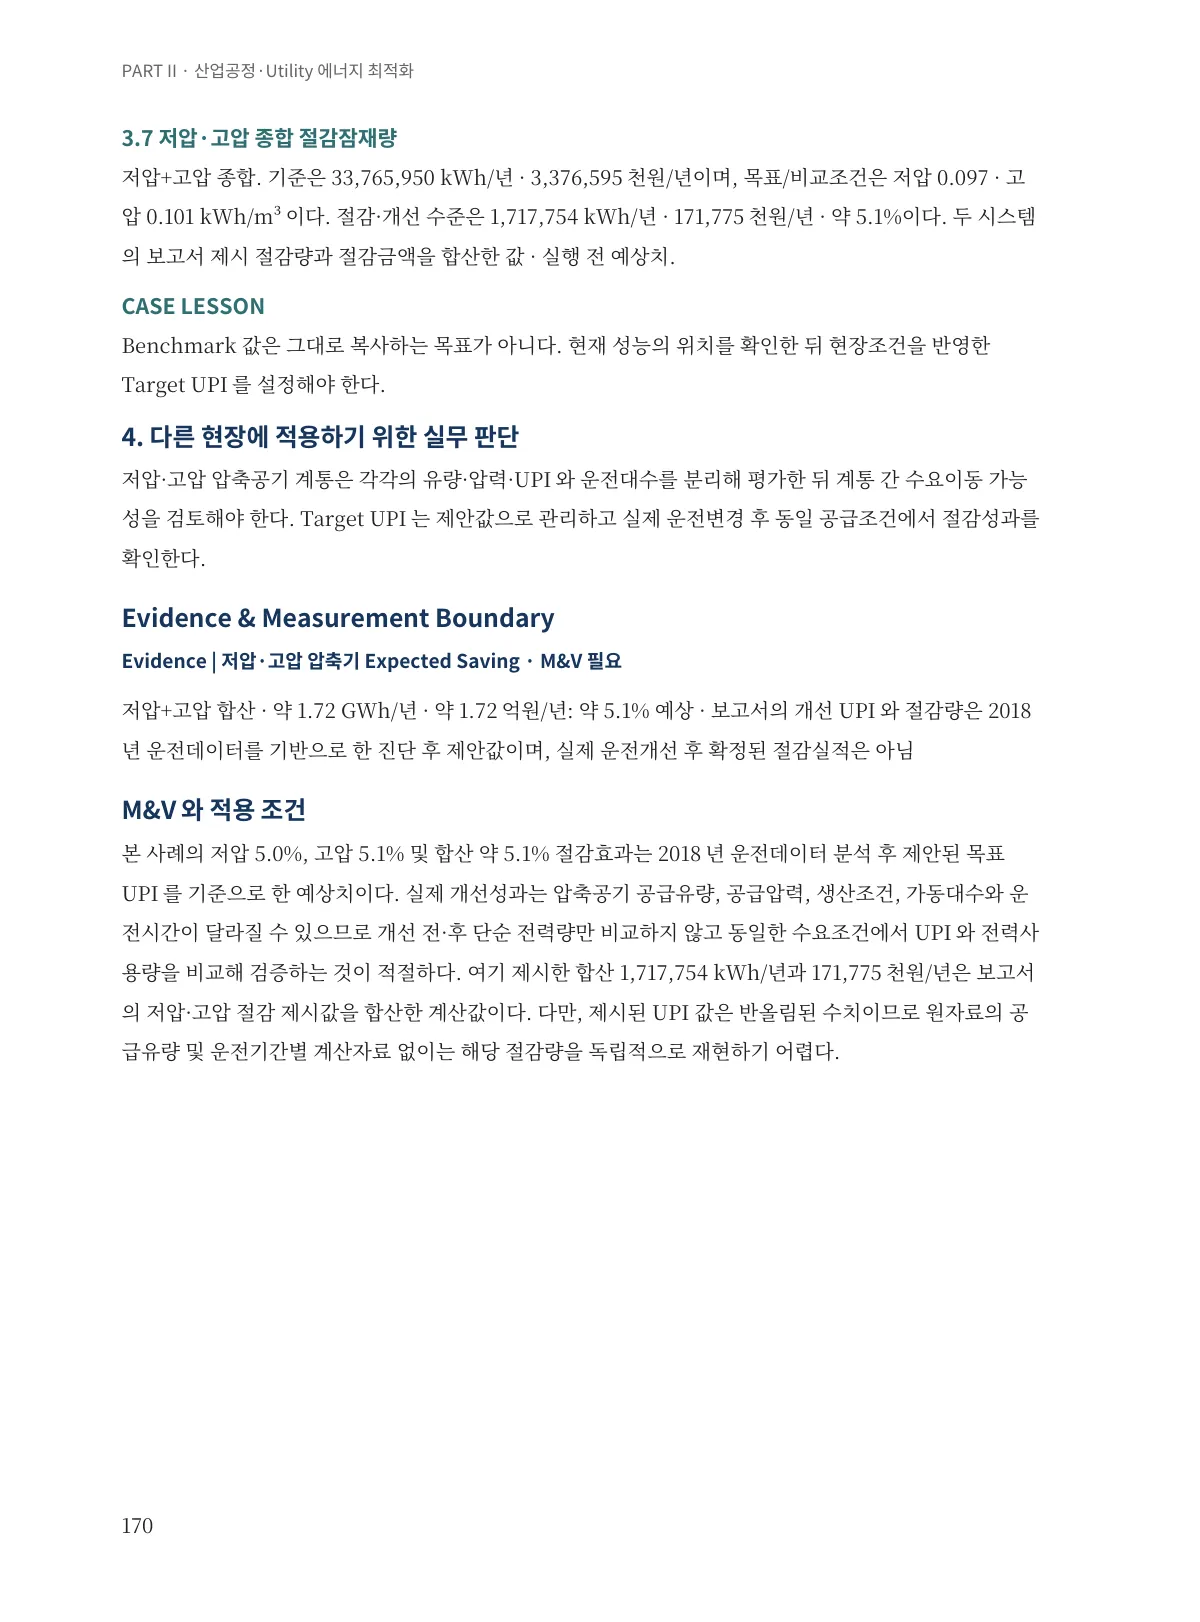 PART II · 산업공정·Utility 에너지 최적화
3.7 저압·고압 종합 절감잠재량
저압+고압 종합. 기준은 33,765,950 kWh/년 · 3,376,595 천원/년이며, 목표/비교조건은 저압 0.097 · 고
압 0.101 kWh/m³ 이다. 절감·개선 수준은 1,717,754 kWh/년 · 171,775 천원/년 · 약 5.1%이다. 두 시스템
의 보고서 제시 절감량과 절감금액을 합산한 값 · 실행 전 예상치.
CASE LESSON
Benchmark 값은 그대로 복사하는 목표가 아니다. 현재 성능의 위치를 확인한 뒤 현장조건을 반영한
Target UPI 를 설정해야 한다.
4. 다른 현장에 적용하기 위한 실무 판단
저압·고압 압축공기 계통은 각각의 유량·압력·UPI 와 운전대수를 분리해 평가한 뒤 계통 간 수요이동 가능
성을 검토해야 한다. Target UPI 는 제안값으로 관리하고 실제 운전변경 후 동일 공급조건에서 절감성과를
확인한다.
Evidence & Measurement Boundary
Evidence | 저압·고압 압축기 Expected Saving · M&V 필요
저압+고압 합산 · 약 1.72 GWh/년 · 약 1.72 억원/년: 약 5.1% 예상 · 보고서의 개선 UPI 와 절감량은 2018
년 운전데이터를 기반으로 한 진단 후 제안값이며, 실제 운전개선 후 확정된 절감실적은 아님
M&V 와 적용 조건
본 사례의 저압 5.0%, 고압 5.1% 및 합산 약 5.1% 절감효과는 2018 년 운전데이터 분석 후 제안된 목표
UPI 를 기준으로 한 예상치이다. 실제 개선성과는 압축공기 공급유량, 공급압력, 생산조건, 가동대수와 운
전시간이 달라질 수 있으므로 개선 전·후 단순 전력량만 비교하지 않고 동일한 수요조건에서 UPI 와 전력사
용량을 비교해 검증하는 것이 적절하다. 여기 제시한 합산 1,717,754 kWh/년과 171,775 천원/년은 보고서
의 저압·고압 절감 제시값을 합산한 계산값이다. 다만, 제시된 UPI 값은 반올림된 수치이므로 원자료의 공
급유량 및 운전기간별 계산자료 없이는 해당 절감량을 독립적으로 재현하기 어렵다.
170